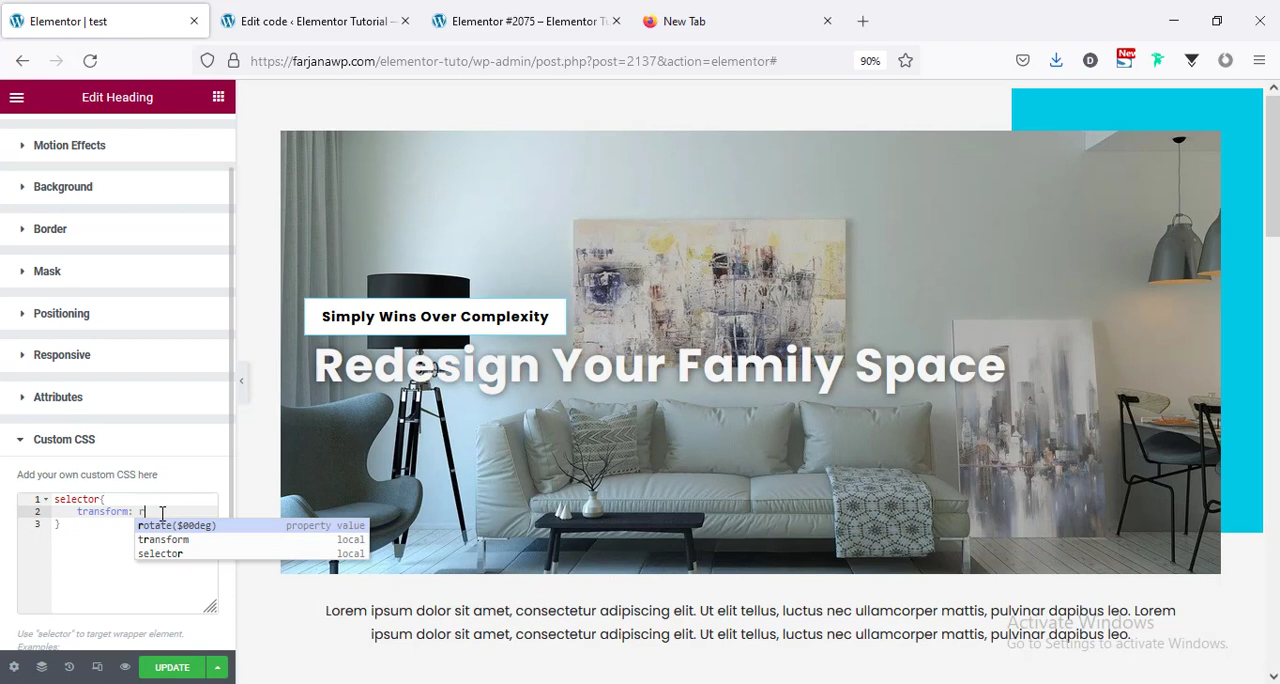 Elementor | test
Edit code ‹ Elementor Tutorial —
Elementor #2075 – Elementor Tu
New Tab
https://farjanawp.com/elementor-tuto/wp-admin/post.php?post=2137&action=elementor#
90%
D
New
Edit Heading
Motion Effects
Background
Border
Mask
Positioning
Responsive
Attributes
Custom CSS
Add your own custom CSS here
1 selector{
2 transform: r
3 }
rotate($00deg) property value
transform local
selector local
Use "selector" to target wrapper element.
Examples:
UPDATE
Simply Wins Over Complexity
Redesign Your Family Space
Lorem ipsum dolor sit amet, consectetur adipiscing elit. Ut elit tellus, luctus nec ullamcorper mattis, pulvinar dapibus leo. Lorem
ipsum dolor sit amet, consectetur adipiscing elit. Ut elit tellus, luctus nec ullamcorper mattis, pulvinar dapibus leo.
Activate Windows
Go to Settings to activate Windows.